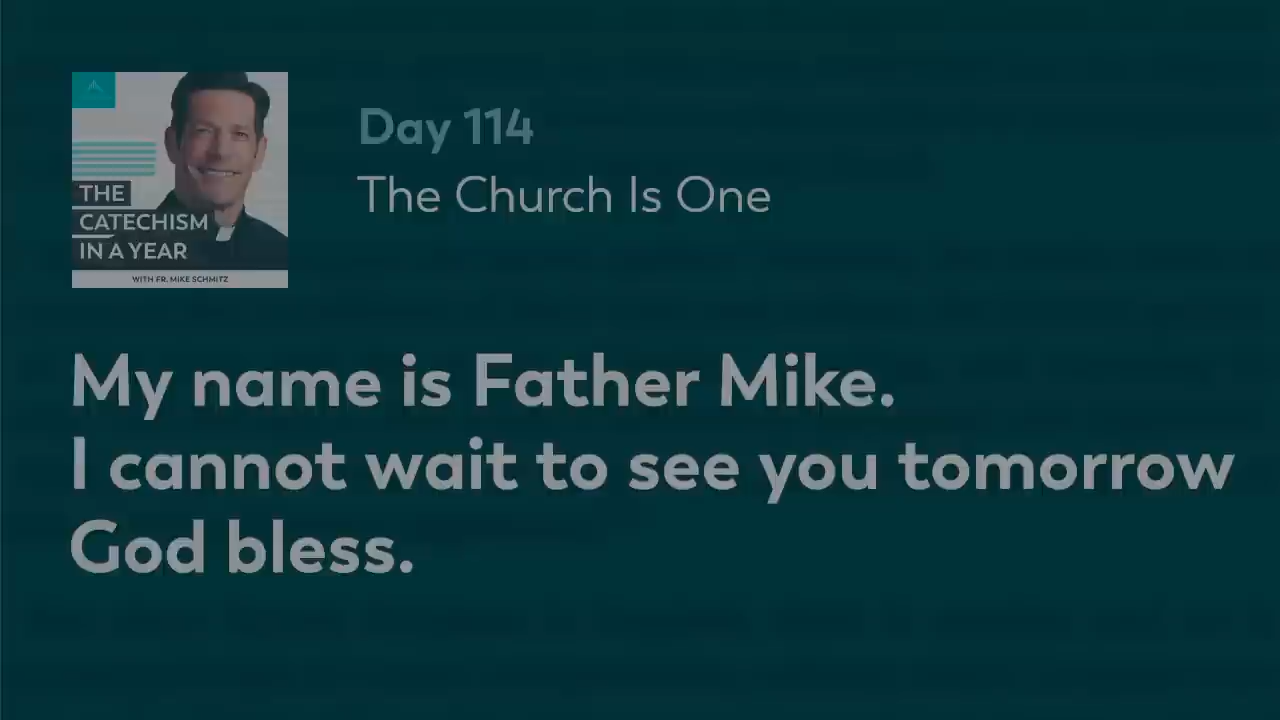 Day 114
The Church Is One
THE
CATECHISM
IN A YEAR
WITH FR. MIKE SCHMITZ
My name is Father Mike.
I cannot wait to see you tomorrow
God bless.